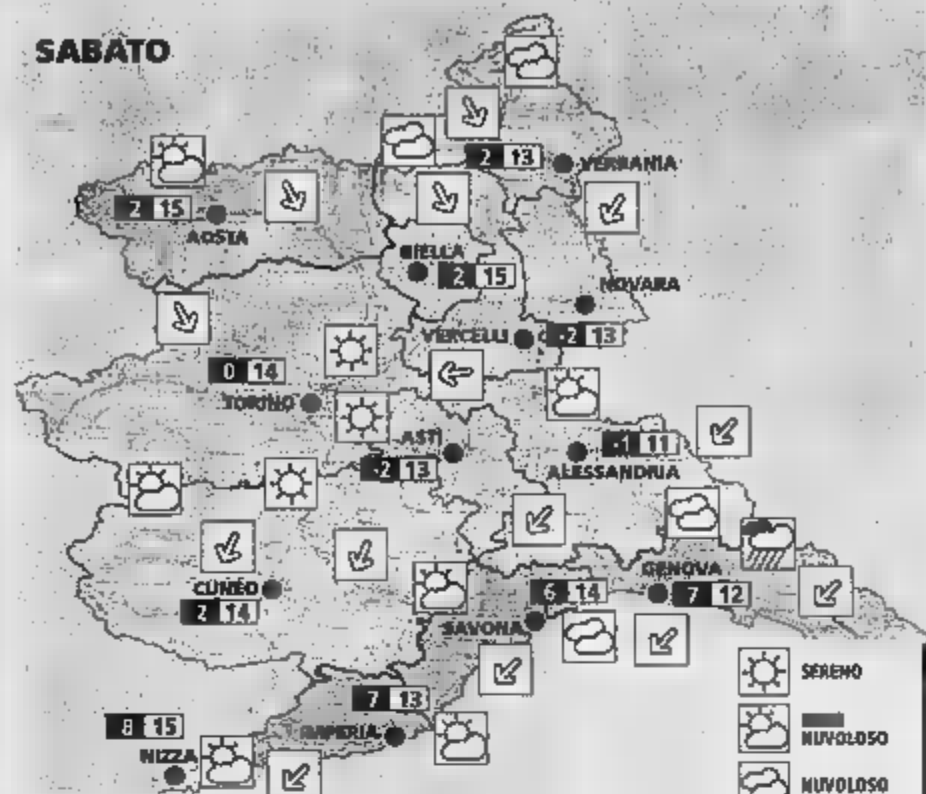 SABATO
2 13
VERBANIA
2 15
AOSTA
BIELLA
2 15
NOVARA
VERCELLI
-2 13
0 14
TORINO
ASTI
-2 13
-1 11
ALESSANDRIA
CUNEO
2 14
GENOVA
6 14
7 12
SAVONA
7 13
IMPERIA
8 15
NIZZA
SERENO
NUVOLOSO
NUVOLOSO